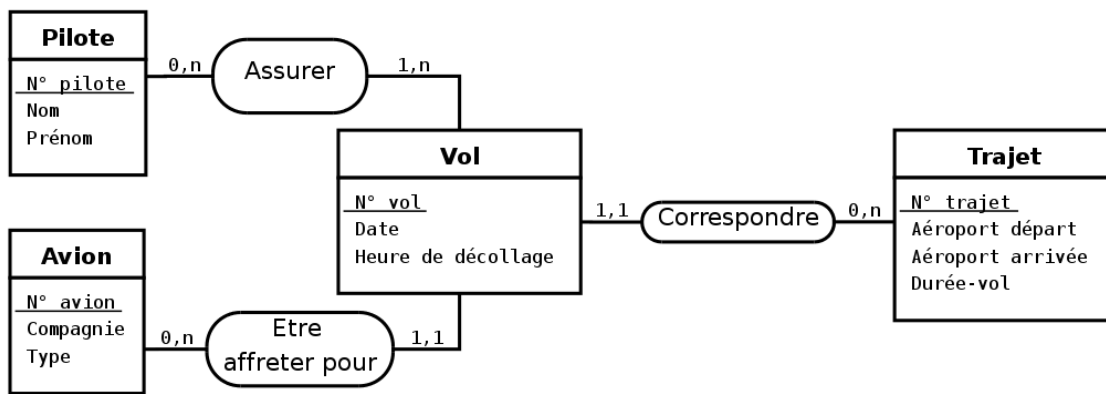 Pilote
N° pilote
Nom
Prénom
0,n
Assurer
1,n
Vol
N° vol
Date
Heure de décollage
1,1
Correspondre
0,n
Trajet
N° trajet
Aéroport départ
Aéroport arrivée
Durée-vol
Avion
N° avion
Compagnie
Type
0,n
Etre
affreter pour
1,1